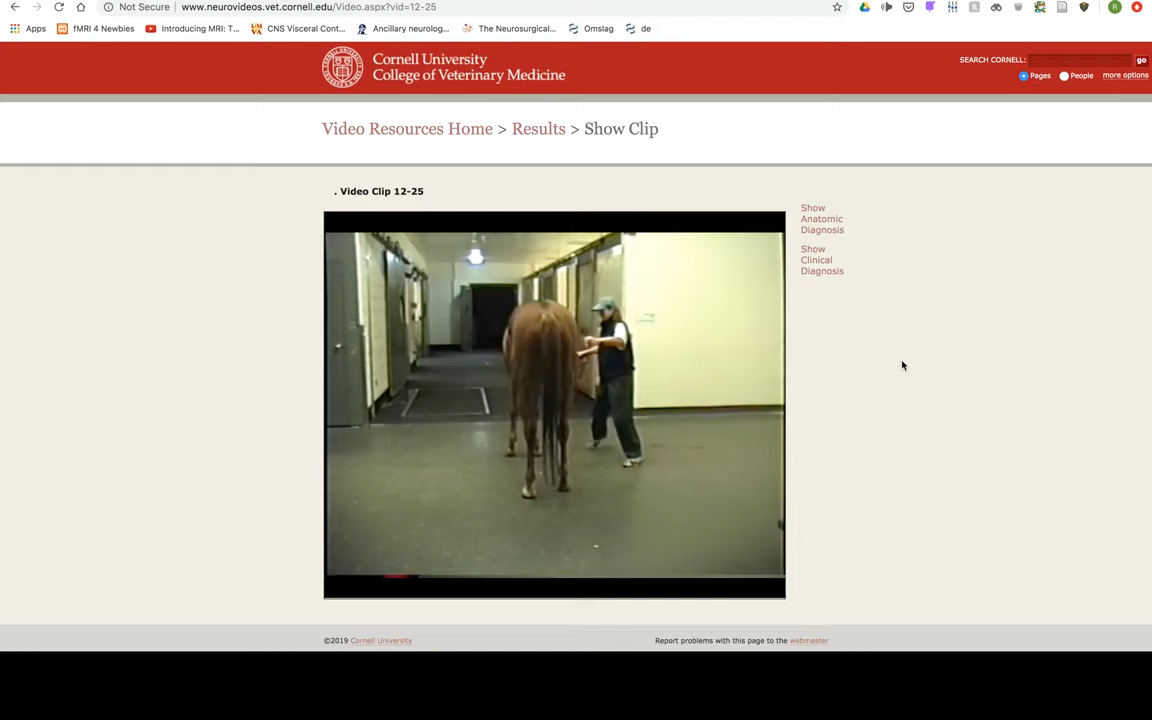 Not Secure | www.neurovideos.vet.cornell.edu/Video.aspx?vid=12-25
R
Apps fMRI 4 Newbies Introducing MRI: T... CNS Visceral Cont... Ancillary neurolog... The Neurosurgical... Omslag de
Cornell University
College of Veterinary Medicine
SEARCH CORNELL: go
Pages People more options
Video Resources Home > Results > Show Clip
. Video Clip 12-25
Show
Anatomic
Diagnosis
Show
Clinical
Diagnosis
©2019 Cornell University
Report problems with this page to the webmaster